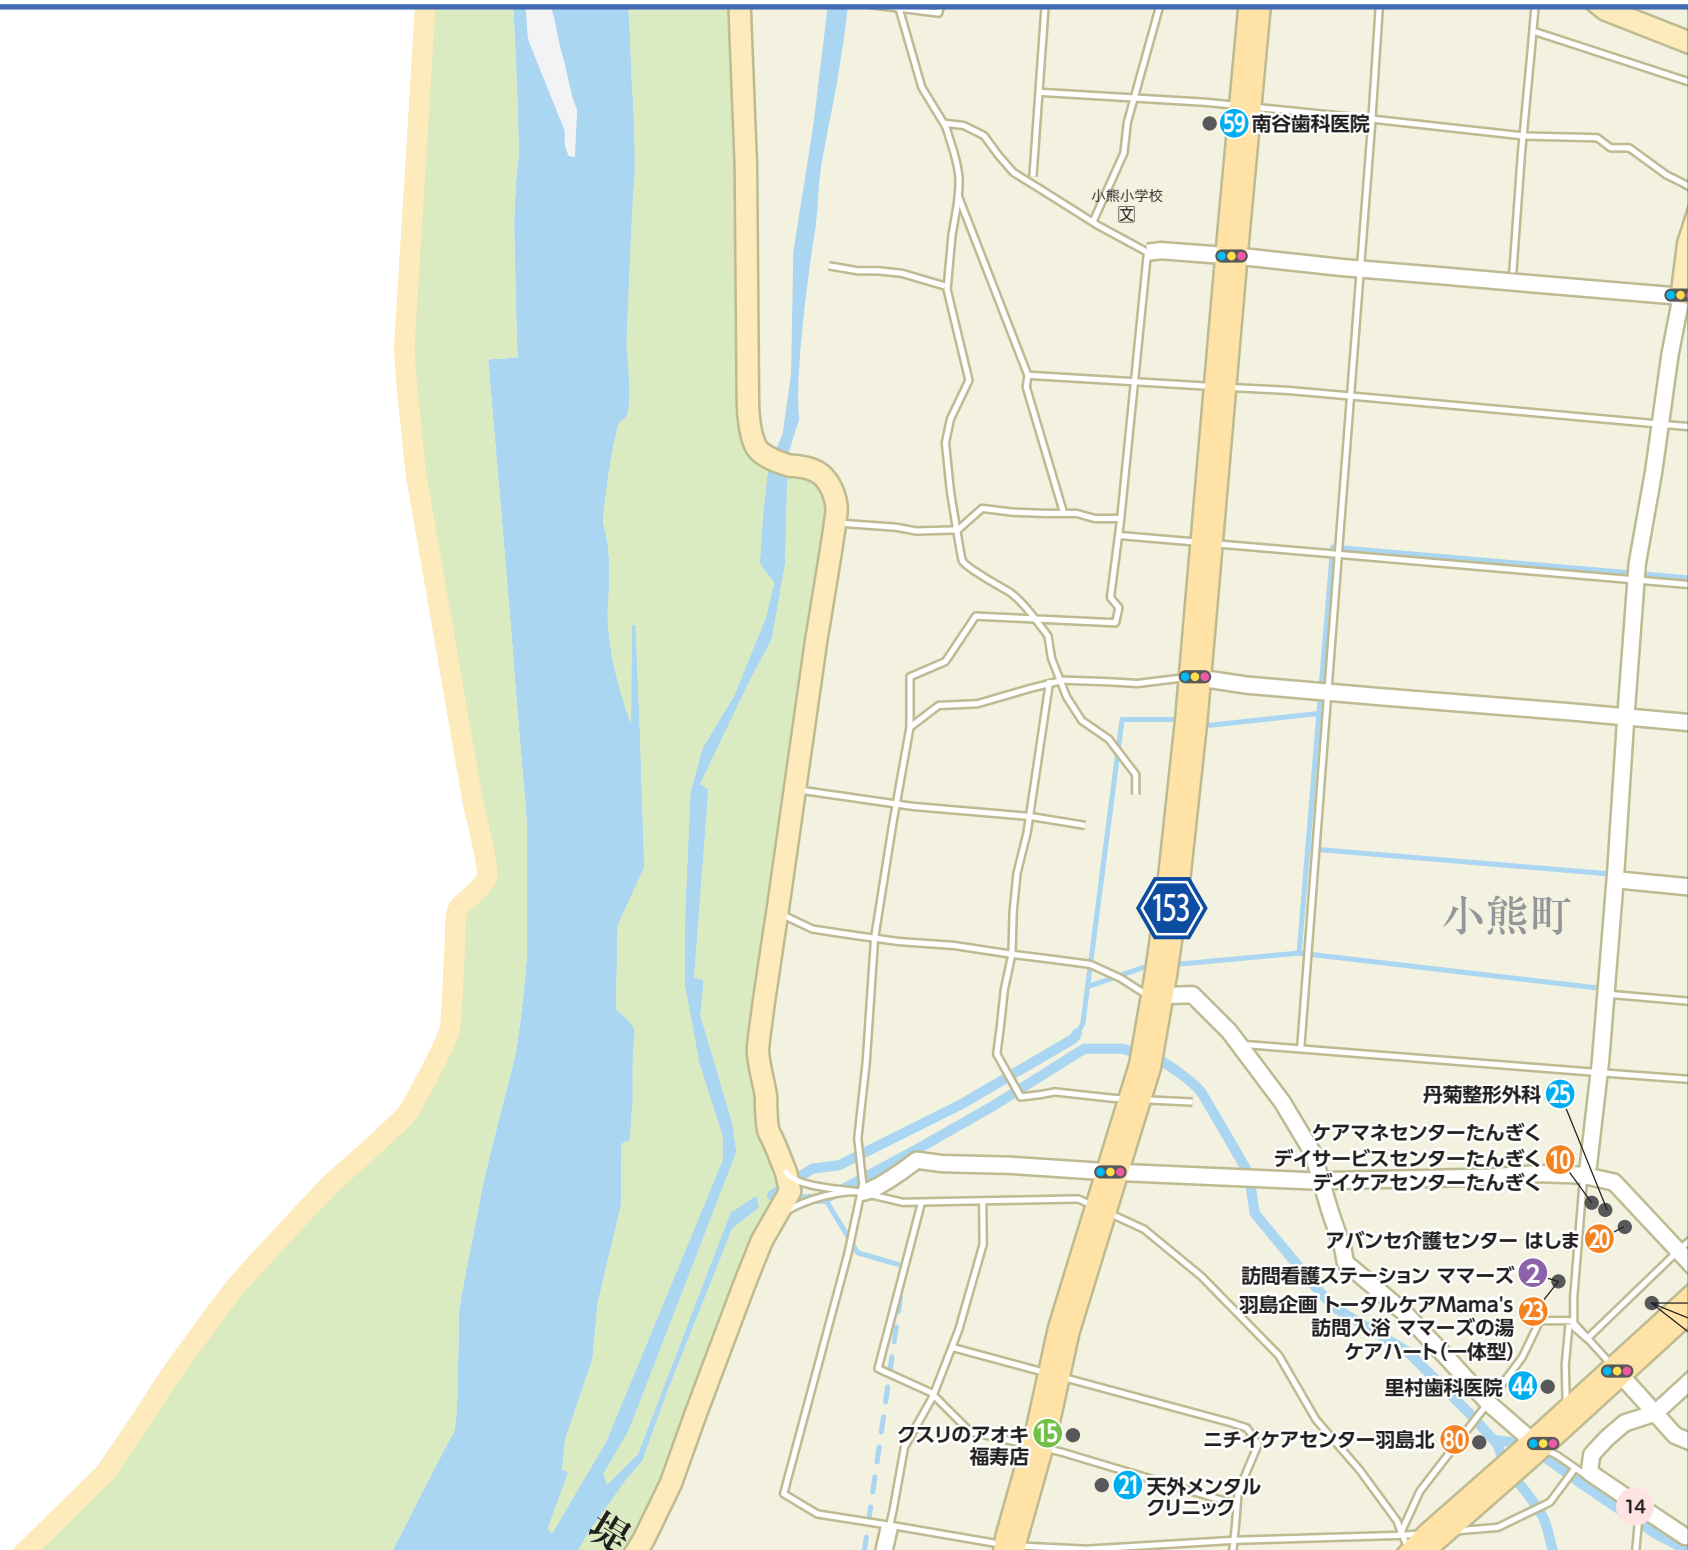 59 南谷歯科医院
小熊小学校
文
153
小熊町
丹菊整形外科 25
ケアマネセンターたんぎく
デイサービスセンターたんぎく 10
デイケアセンターたんぎく
アバンセ介護センター はしま 20
訪問看護ステーション ママーズ 2
羽島企画 トータルケアMama's 23
訪問入浴 ママーズの湯
ケアハート(一体型)
里村歯科医院 44
クスリのアオキ 15
福寿店
ニチイケアセンター羽島北 80
21 天外メンタル
クリニック
14
堤